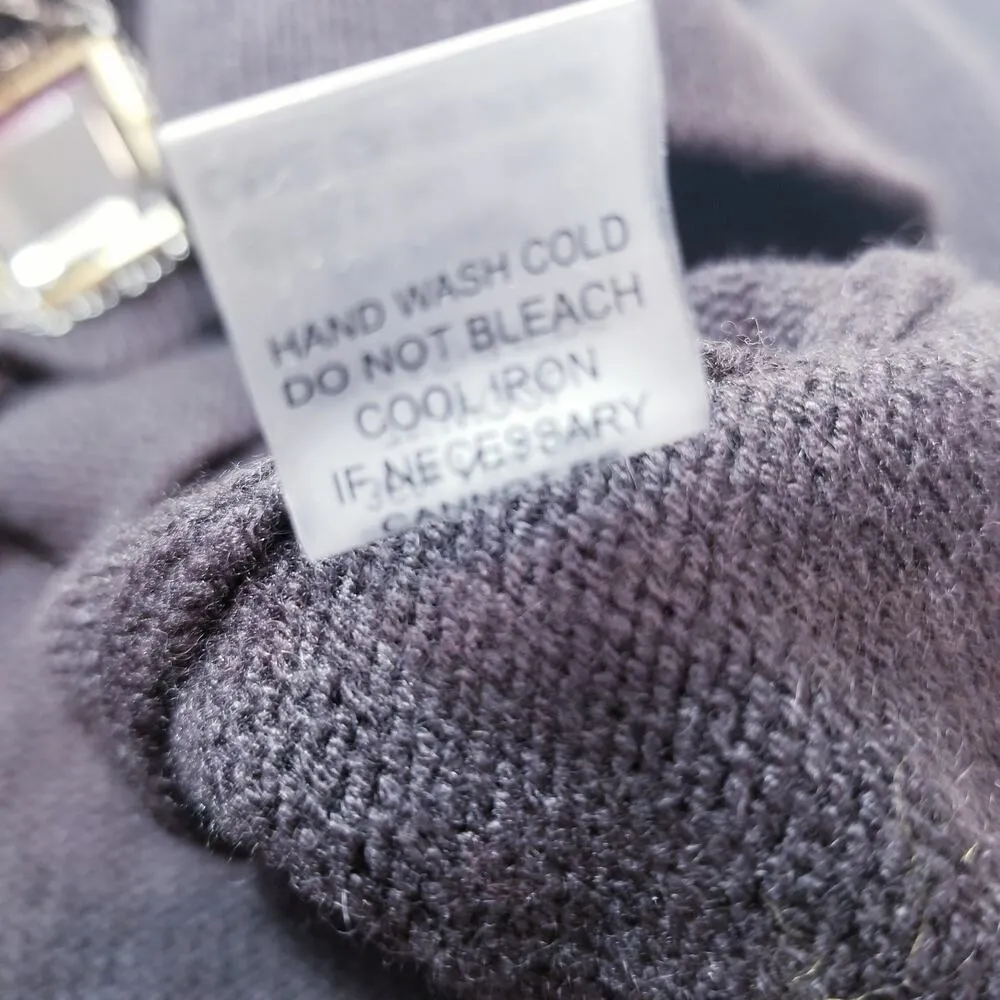 HAND WASH COLD
DO NOT BLEACH
COOL IRON
IF NECESSARY